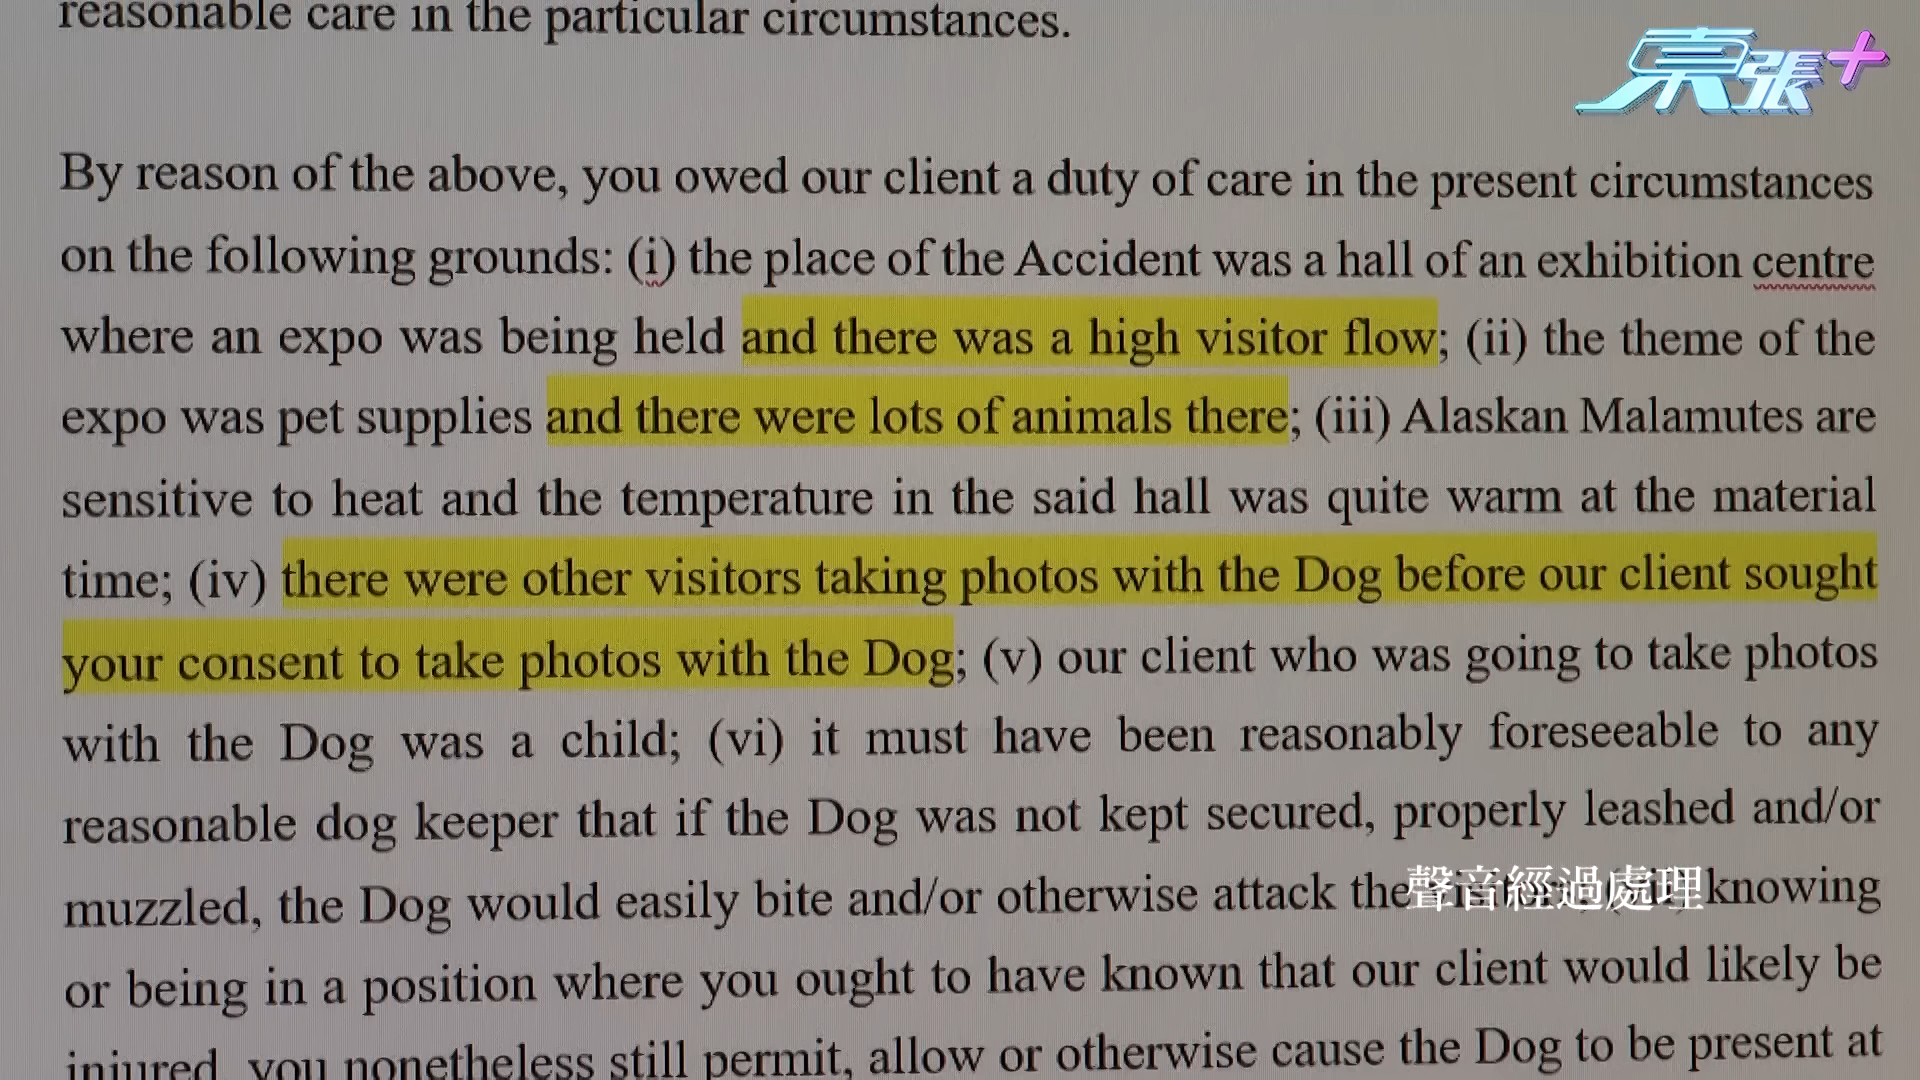 reasonable care in the particular circumstances.
東張+
By reason of the above, you owed our client a duty of care in the present circumstances
on the following grounds: (i) the place of the Accident was a hall of an exhibition centre
where an expo was being held and there was a high visitor flow; (ii) the theme of the
expo was pet supplies and there were lots of animals there; (iii) Alaskan Malamutes are
sensitive to heat and the temperature in the said hall was quite warm at the material
time; (iv) there were other visitors taking photos with the Dog before our client sought
your consent to take photos with the Dog; (v) our client who was going to take photos
with the Dog was a child; (vi) it must have been reasonably foreseeable to any
reasonable dog keeper that if the Dog was not kept secured, properly leashed and/or
muzzled, the Dog would easily bite and/or otherwise attack the knowing
聲音經過處理
or being in a position where you ought to have known that our client would likely be
injured, you nonetheless still permit, allow or otherwise cause the Dog to be present at